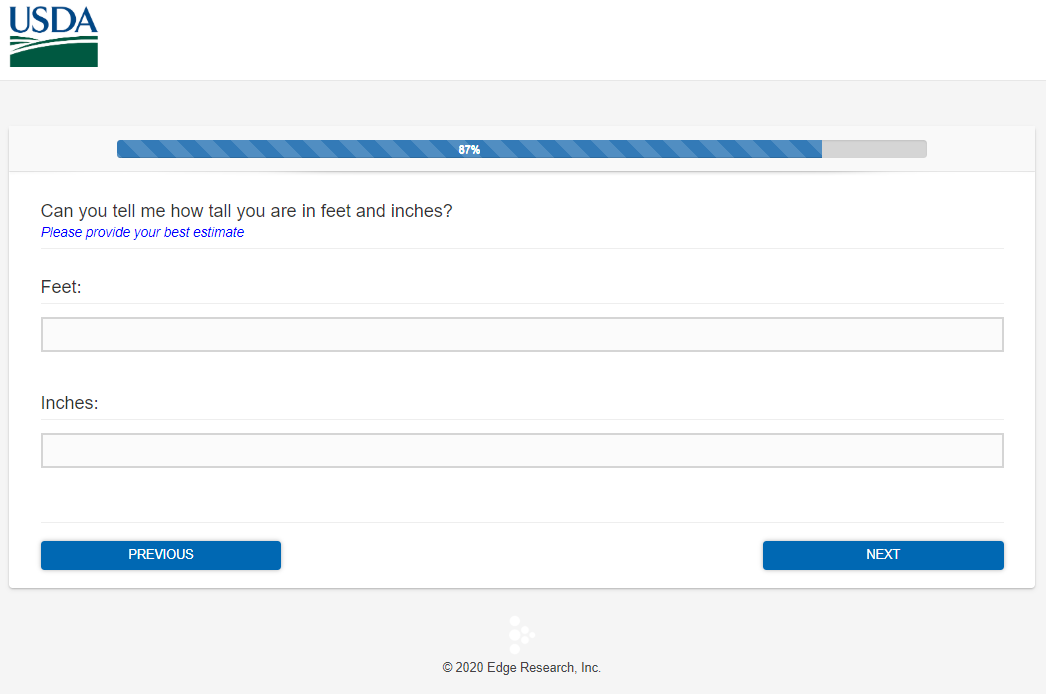 USDA
87%
Can you tell me how tall you are in feet and inches?
Please provide your best estimate
Feet:
Inches:
PREVIOUS
NEXT
© 2020 Edge Research, Inc.